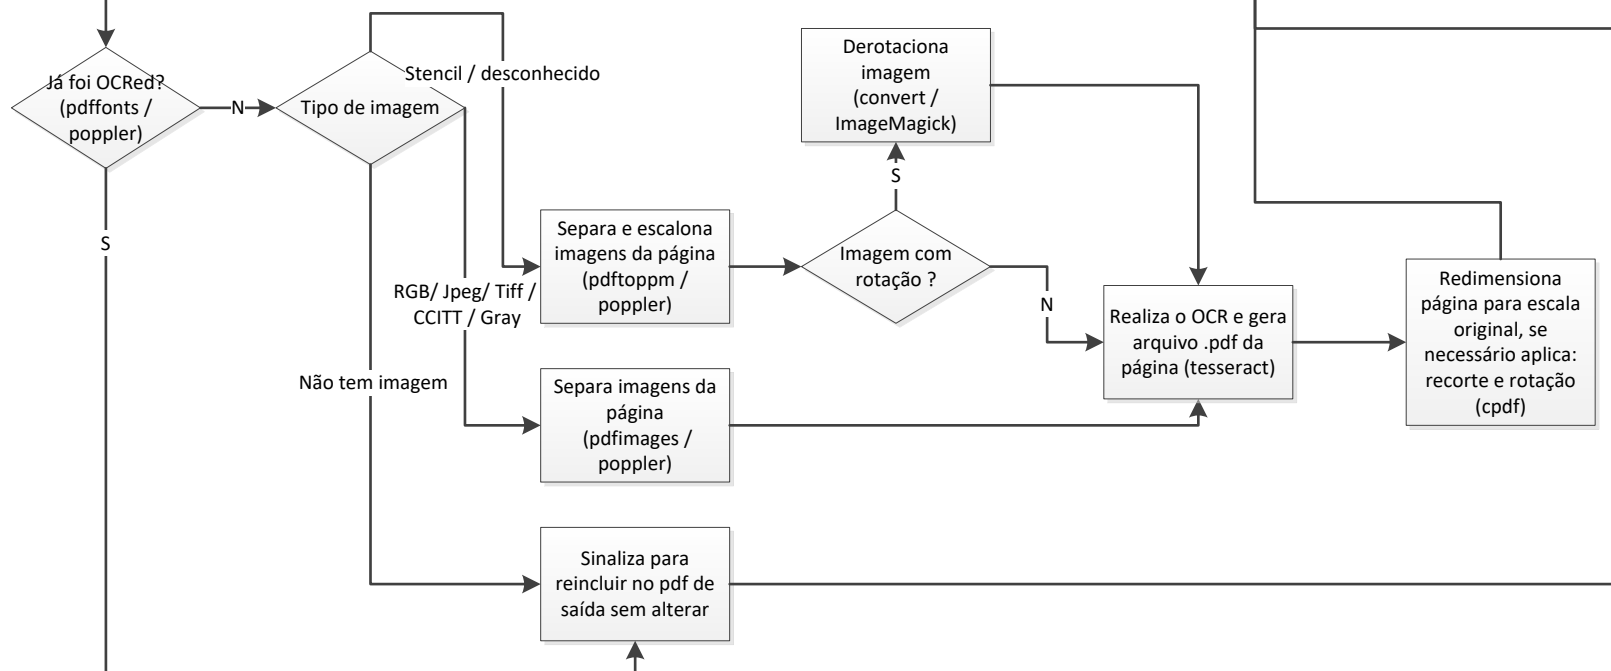 Já foi OCRed?
(pdffonts /
poppler)
N
S
Tipo de imagem
Stencil / desconhecido
RGB/ Jpeg/ Tiff /
CCITT / Gray
Não tem imagem
Separa e escalona
imagens da página
(pdftoppm /
poppler)
Separa imagens da
página
(pdfimages /
poppler)
Sinaliza para
reincluir no pdf de
saída sem alterar
Derotaciona
imagem
(convert /
ImageMagick)
S
Imagem com
rotação ?
N
Realiza o OCR e gera
arquivo .pdf da
página (tesseract)
Redimensiona
página para escala
original, se
necessário aplica:
recorte e rotação
(cpdf)